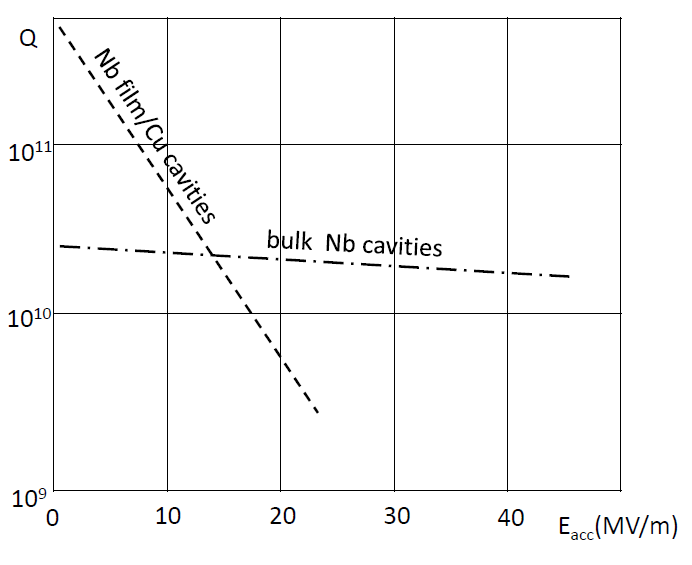 Q
Nb film/Cu cavities
10¹¹
bulk Nb cavities
10¹⁰
10⁹
0 10 20 30 40 E_acc(MV/m)